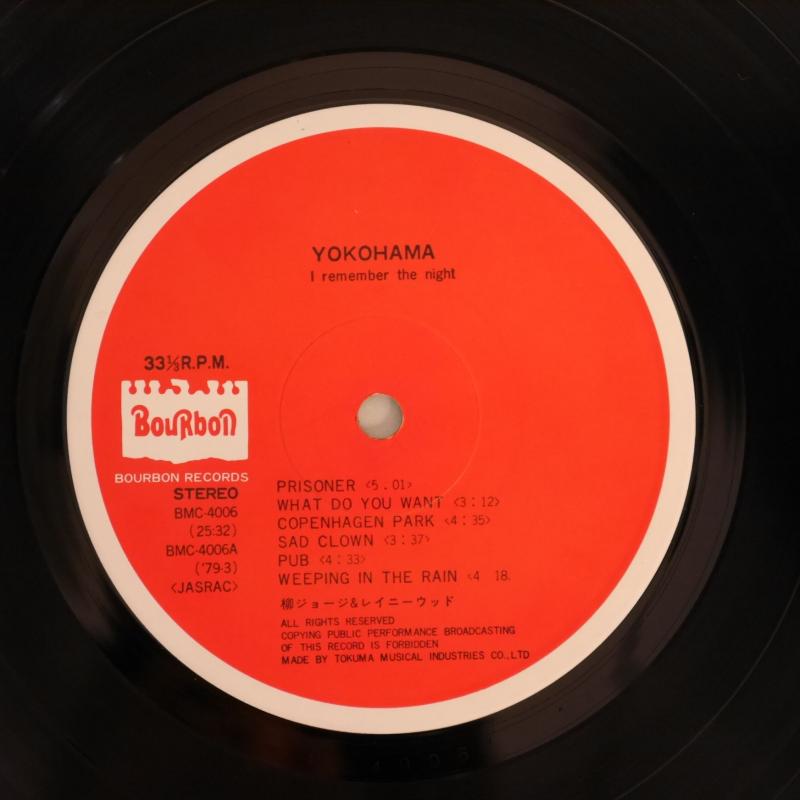 YOKOHAMA
I remember the night
33⅓R.P.M.
BouRbon
BOURBON RECORDS
STEREO
BMC-4006
(25:32)
BMC-4006A
('79·3)
<JASRAC>
PRISONER <5.01>
WHAT DO YOU WANT <3:12>
COPENHAGEN PARK <4:35>
SAD CLOWN <3:37>
PUB <4:33>
WEEPING IN THE RAIN <4 18.
柳ジョージ&レイニーウッド
ALL RIGHTS RESERVED
COPYING PUBLIC PERFORMANCE BROADCASTING
OF THIS RECORD IS FORBIDDEN
MADE BY TOKUMA MUSICAL INDUSTRIES CO.,LTD